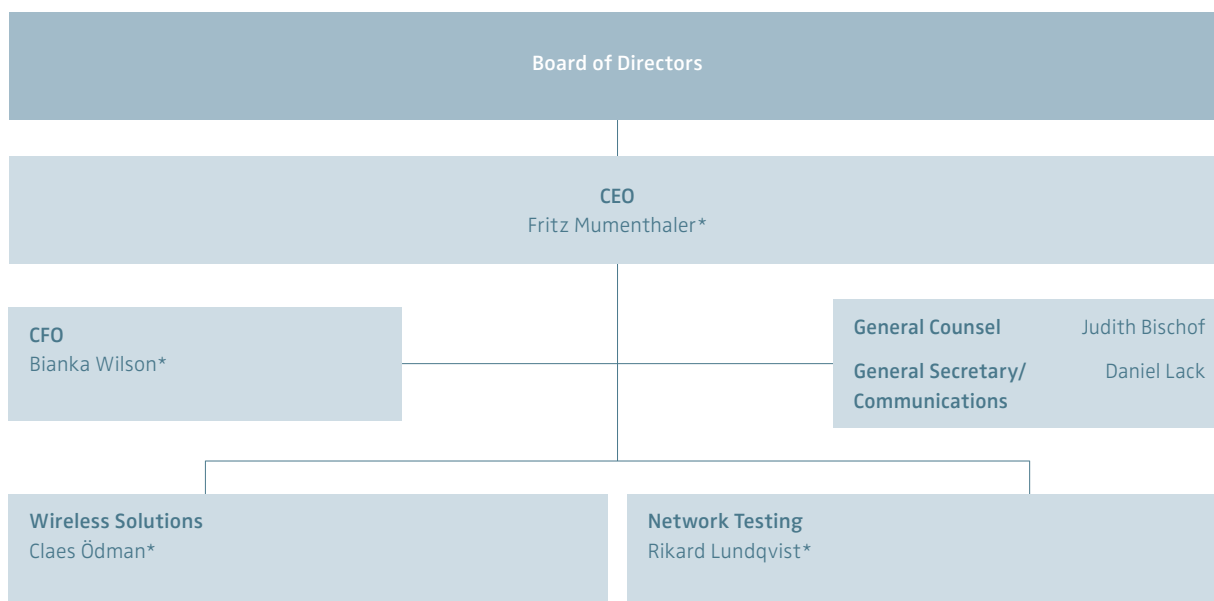 Board of Directors
CEO
Fritz Mumenthaler*
CFO
Bianka Wilson*
General Counsel Judith Bischof
General Secretary/ Daniel Lack
Communications
Wireless Solutions
Claes Ödman*
Network Testing
Rikard Lundqvist*